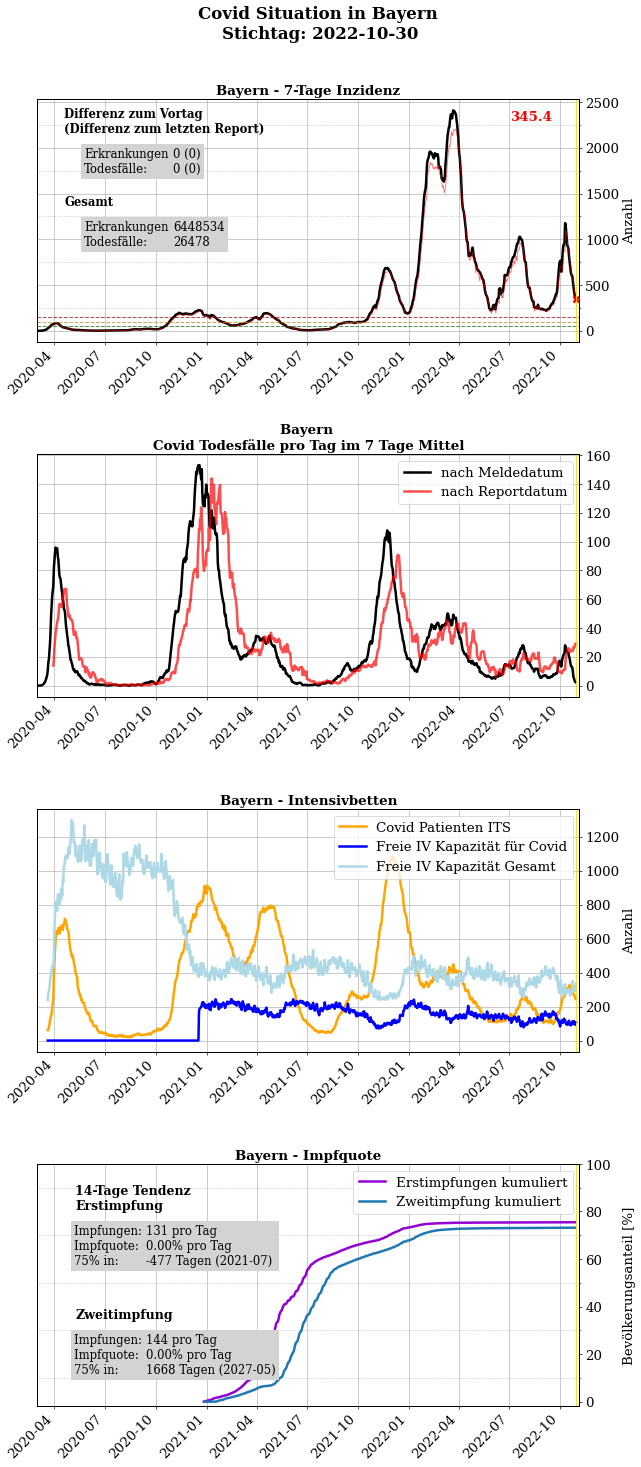 Covid Situation in Bayern
Stichtag: 2022-10-30
Bayern - 7-Tage Inzidenz
Differenz zum Vortag
(Differenz zum letzten Report)
Erkrankungen 0 (0)
Todesfälle: 0 (0)
Gesamt
Erkrankungen 6448534
Todesfälle: 26478
345.4
2500
2000
1500
1000
500
0
Anzahl
2020-04 2020-07 2020-10 2021-01 2021-04 2021-07 2021-10 2022-01 2022-04 2022-07 2022-10
Bayern
Covid Todesfälle pro Tag im 7 Tage Mittel
nach Meldedatum
nach Reportdatum
160
140
120
100
80
60
40
20
0
2020-04 2020-07 2020-10 2021-01 2021-04 2021-07 2021-10 2022-01 2022-04 2022-07 2022-10
Bayern - Intensivbetten
Covid Patienten ITS
Freie IV Kapazität für Covid
Freie IV Kapazität Gesamt
1200
1000
800
600
400
200
0
Anzahl
2020-04 2020-07 2020-10 2021-01 2021-04 2021-07 2021-10 2022-01 2022-04 2022-07 2022-10
Bayern - Impfquote
14-Tage Tendenz
Erstimpfung
Impfungen: 131 pro Tag
Impfquote: 0.00% pro Tag
75% in: -477 Tagen (2021-07)
Zweitimpfung
Impfungen: 144 pro Tag
Impfquote: 0.00% pro Tag
75% in: 1668 Tagen (2027-05)
Erstimpfungen kumuliert
Zweitimpfung kumuliert
100
80
60
40
20
0
Bevölkerungsanteil [%]
2020-04 2020-07 2020-10 2021-01 2021-04 2021-07 2021-10 2022-01 2022-04 2022-07 2022-10